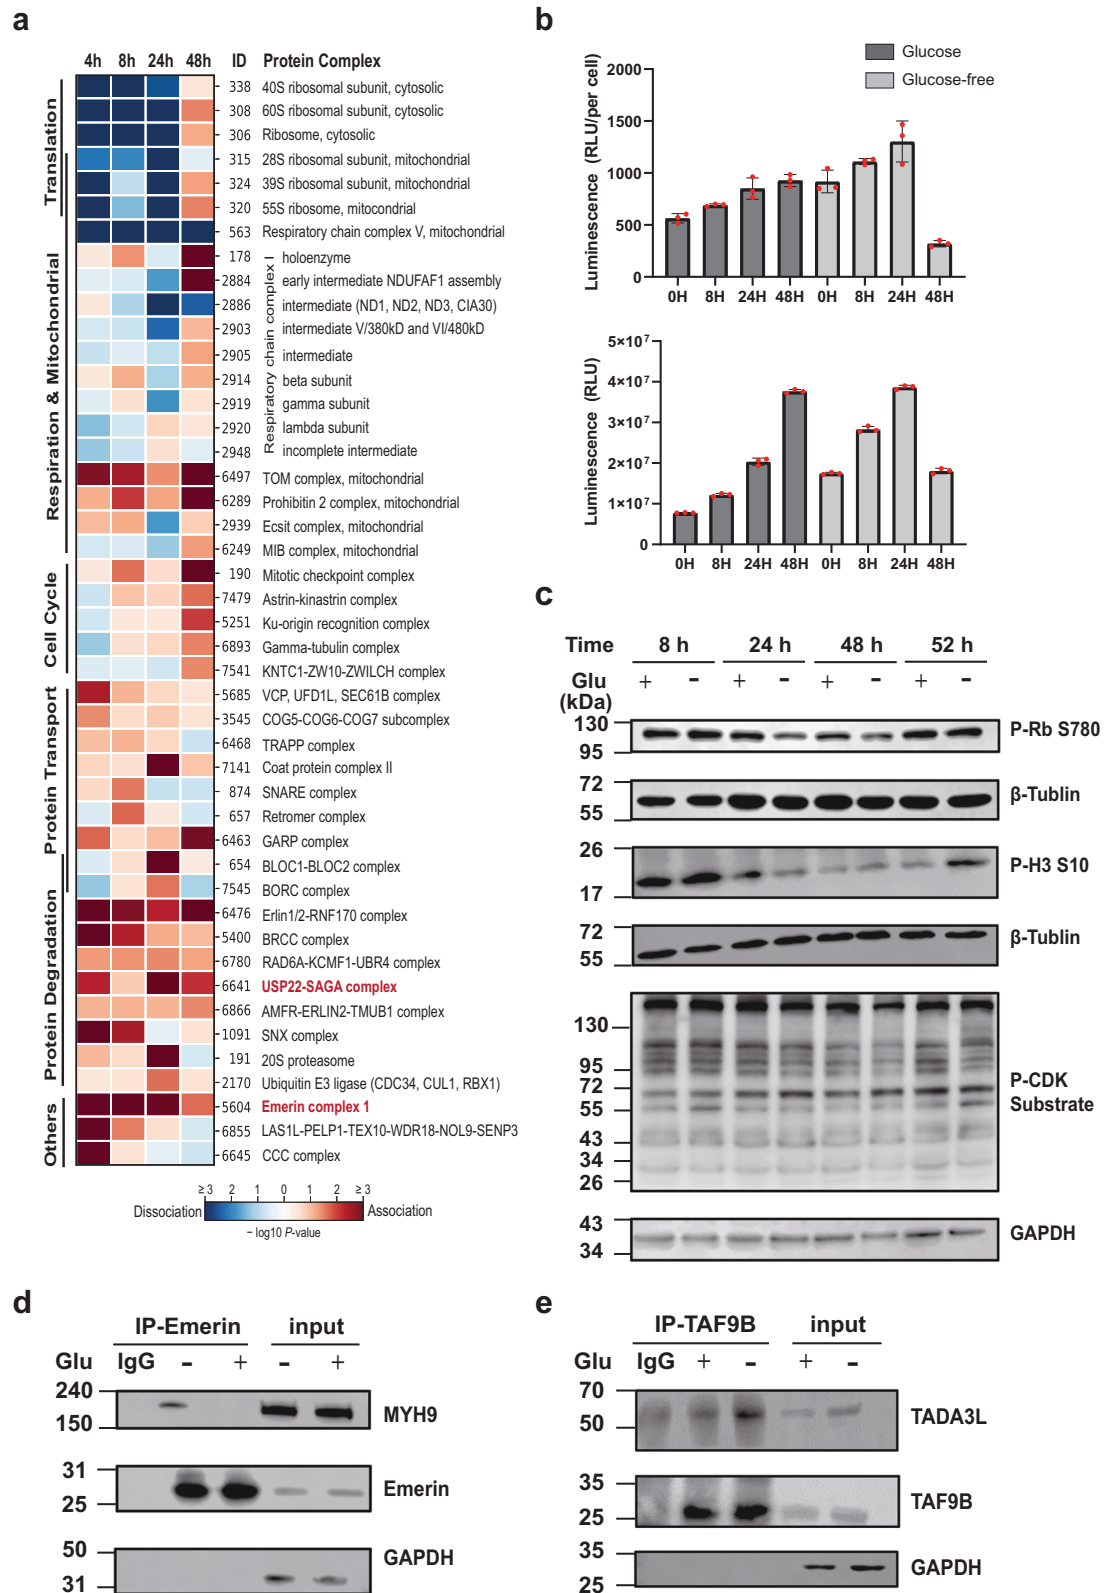 a
4h 8h 24h 48h ID Protein Complex
Translation
338 40S ribosomal subunit, cytosolic
308 60S ribosomal subunit, cytosolic
306 Ribosome, cytosolic
315 28S ribosomal subunit, mitochondrial
324 39S ribosomal subunit, mitochondrial
320 55S ribosome, mitocondrial
Respiration & Mitochondrial
563 Respiratory chain complex V, mitochondrial
Respiratory chain complex I
178 holoenzyme
2884 early intermediate NDUFAF1 assembly
2886 intermediate (ND1, ND2, ND3, CIA30)
2903 intermediate V/380kD and VI/480kD
2905 intermediate
2914 beta subunit
2919 gamma subunit
2920 lambda subunit
2948 incomplete intermediate
6497 TOM complex, mitochondrial
6289 Prohibitin 2 complex, mitochondrial
2939 Ecsit complex, mitochondrial
6249 MIB complex, mitochondrial
Cell Cycle
190 Mitotic checkpoint complex
7479 Astrin-kinastrin complex
5251 Ku-origin recognition complex
6893 Gamma-tubulin complex
7541 KNTC1-ZW10-ZWILCH complex
Protein Transport
5685 VCP, UFD1L, SEC61B complex
3545 COG5-COG6-COG7 subcomplex
6468 TRAPP complex
7141 Coat protein complex II
874 SNARE complex
657 Retromer complex
6463 GARP complex
654 BLOC1-BLOC2 complex
7545 BORC complex
Protein Degradation
6476 Erlin1/2-RNF170 complex
5400 BRCC complex
6780 RAD6A-KCMF1-UBR4 complex
6641 USP22-SAGA complex
6866 AMFR-ERLIN2-TMUB1 complex
1091 SNX complex
191 20S proteasome
2170 Ubiquitin E3 ligase (CDC34, CUL1, RBX1)
Others
5604 Emerin complex 1
6855 LAS1L-PELP1-TEX10-WDR18-NOL9-SENP3
6645 CCC complex
≥ 3 2 1 0 1 2 ≥ 3
Dissociation Association
− log10 P-value
b
Glucose
Glucose-free
Luminescence (RLU/per cell)
2000
1500
1000
500
0
0H 8H 24H 48H 0H 8H 24H 48H
Luminescence (RLU)
5×10⁷
4×10⁷
3×10⁷
2×10⁷
1×10⁷
0
0H 8H 24H 48H 0H 8H 24H 48H
c
Time 8 h 24 h 48 h 52 h
Glu + - + - + - + -
(kDa)
130
95
P-Rb S780
72
55
β-Tublin
26
17
P-H3 S10
72
55
β-Tublin
130
95
72
55
43
34
26
P-CDK
Substrate
43
34
GAPDH
d
IP-Emerin input
Glu IgG - + - +
240
150
MYH9
31
25
Emerin
50
31
GAPDH
e
IP-TAF9B input
Glu IgG + - + -
70
50
TADA3L
35
25
TAF9B
35
25
GAPDH